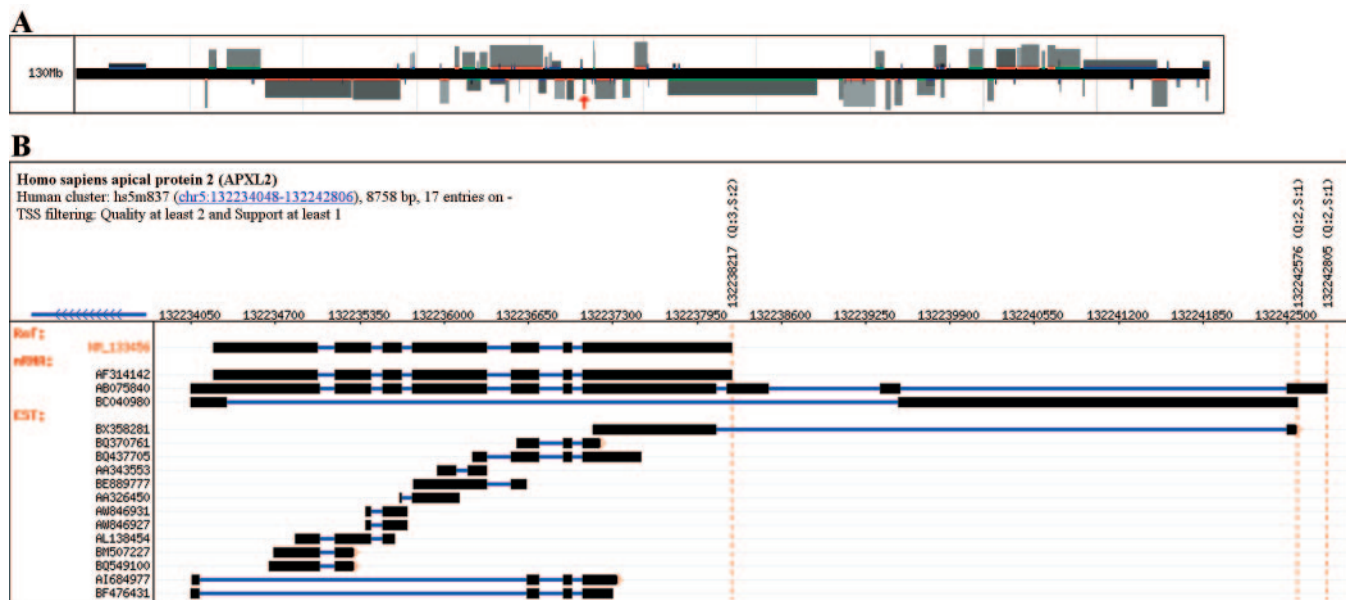 A
130Mb
B
Homo sapiens apical protein 2 (APXL2)
Human cluster: hs5m837 (chr5:132234048-132242806), 8758 bp, 17 entries on -
TSS filtering: Quality at least 2 and Support at least 1
132238217 (Q:3,S:2)
132242576 (Q:2,S:1)
132242805 (Q:2,S:1)
132234050 132234700 132235350 132236000 132236650 132237300 132237950 132238600 132239250 132239900 132240550 132241200 132241850 132242500
Ref:
NM_133456
mRNA:
AF314142
AB075840
BC040980
EST:
BX358281
BQ370761
BQ437705
AA343553
BE889777
AA326450
AW846931
AW846927
AL138454
BM507227
BQ549100
AI684977
BF476431